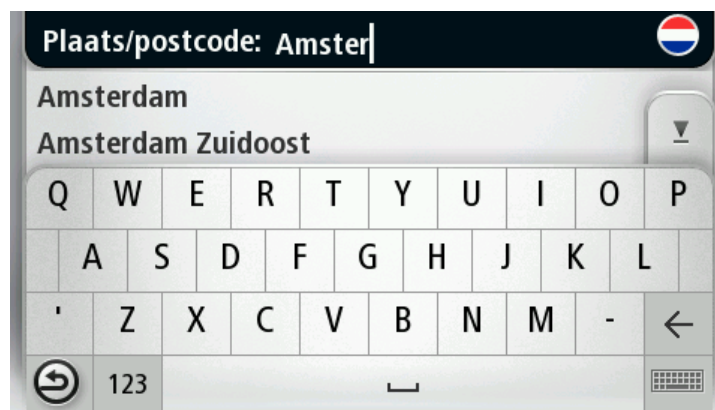 Plaats/postcode: Amster
Amsterdam
Amsterdam Zuidoost
Q W E R T Y U I O P
A S D F G H J K L
' Z X C V B N M -
123